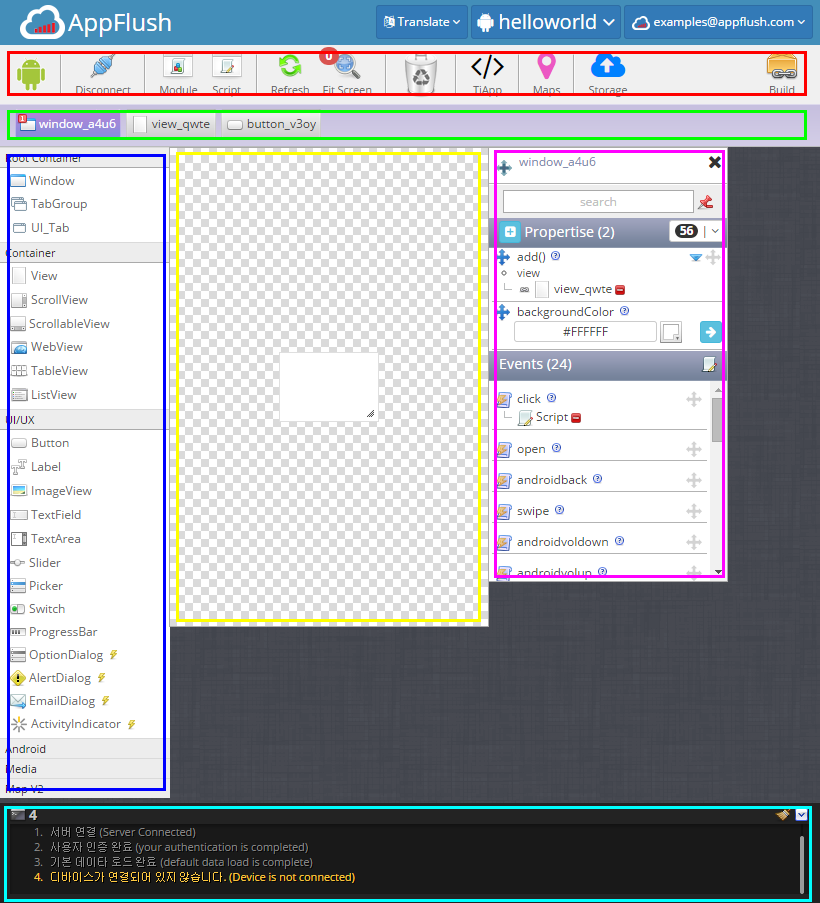 AppFlush
Translate
helloworld
examples@appflush.com
Disconnect
Module
Script
Refresh
0
Fit Screen
TiApp
Maps
Storage
Build
1
window_a4u6
view_qwte
button_v3oy
Root Container
Window
TabGroup
UI_Tab
Container
View
ScrollView
ScrollableView
WebView
TableView
ListView
UI/UX
Button
Label
ImageView
TextField
TextArea
Slider
Picker
Switch
ProgressBar
OptionDialog
AlertDialog
EmailDialog
ActivityIndicator
Android
Media
Map V2
window_a4u6
search
Propertise (2)
56
add()
view
view_qwte
backgroundColor
#FFFFFF
Events (24)
click
Script
open
androidback
swipe
androidvoldown
androidvolup
4
1. 서버 연결 (Server Connected)
2. 사용자 인증 완료 (your authentication is completed)
3. 기본 데이타 로드 완료 (default data load is complete)
4. 디바이스가 연결되어 있지 않습니다. (Device is not connected)